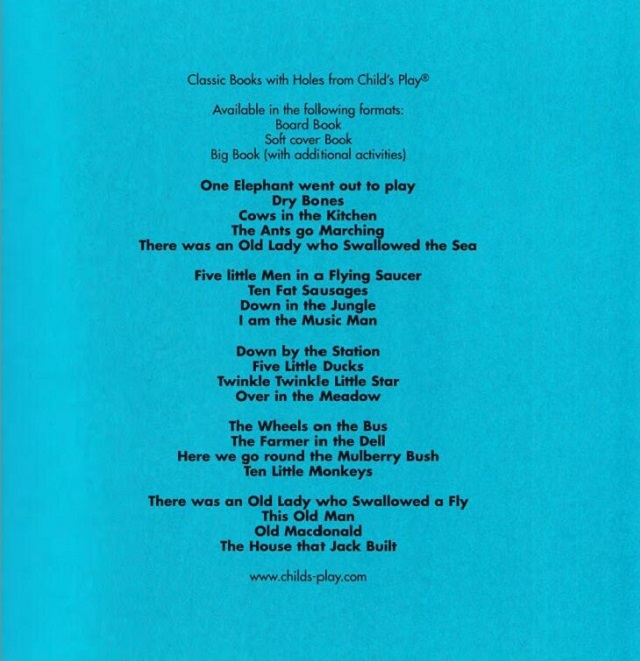 Classic Books with Holes from Child's Play®
Available in the following formats:
Board Book
Soft cover Book
Big Book (with additional activities)
One Elephant went out to play
Dry Bones
Cows in the Kitchen
The Ants go Marching
There was an Old Lady who Swallowed the Sea
Five little Men in a Flying Saucer
Ten Fat Sausages
Down in the Jungle
I am the Music Man
Down by the Station
Five Little Ducks
Twinkle Twinkle Little Star
Over in the Meadow
The Wheels on the Bus
The Farmer in the Dell
Here we go round the Mulberry Bush
Ten Little Monkeys
There was an Old Lady who Swallowed a Fly
This Old Man
Old Macdonald
The House that Jack Built
www.childs-play.com